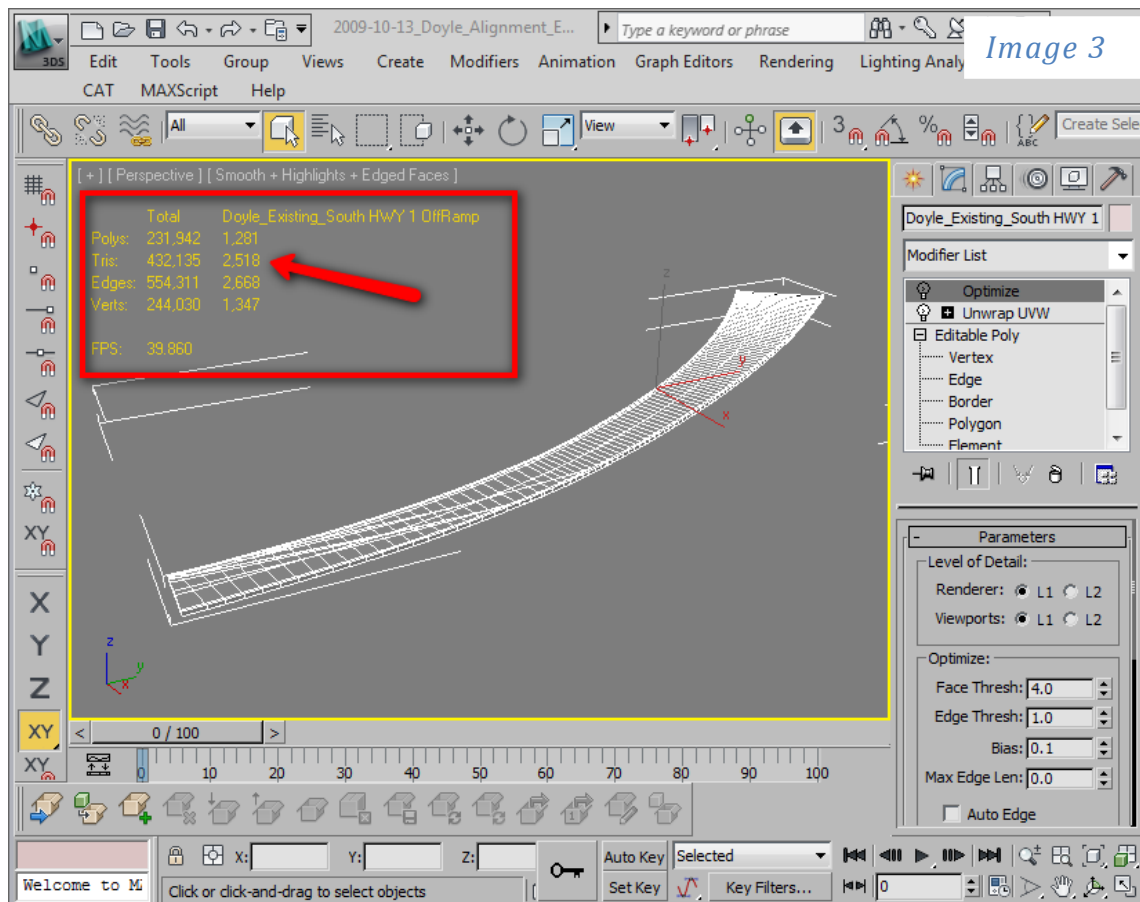 2009-10-13_Doyle_Alignment_E...
Type a keyword or phrase
Image 3
3DS
Edit Tools Group Views Create Modifiers Animation Graph Editors Rendering Lighting Analy
CAT MAXScript Help
All
View
3
%
ABC
Create Sele
[ + ] [ Perspective ] [ Smooth + Highlights + Edged Faces ]
Total Doyle_Existing_South HWY 1 OffRamp
Polys: 231,942 1,281
Tris: 432,135 2,518
Edges: 554,311 2,668
Verts: 244,030 1,347
FPS: 39.860
z
y
x
z
y
x
Doyle_Existing_South HWY 1
Modifier List
Optimize
Unwrap UVW
Editable Poly
Vertex
Edge
Border
Polygon
Element
Parameters
Level of Detail:
Renderer: L1 L2
Viewports: L1 L2
Optimize:
Face Thresh: 4.0
Edge Thresh: 1.0
Bias: 0.1
Max Edge Len: 0.0
Auto Edge
XY
X
Y
Z
XY
XY
< 0 / 100 >
0 10 20 30 40 50 60 70 80 90 100
X: Y: Z:
Auto Key Selected
Welcome to M
Click or click-and-drag to select objects
Set Key Key Filters...
0